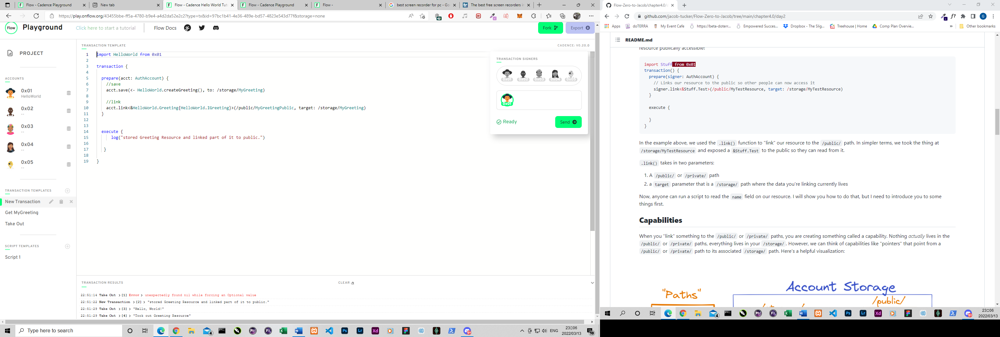 Flow - Cadence Playground
New tab
Flow - Cadence Hello World Tut
Flow - Cadence Playground
Flow -
best screen recorder for pc - Go
The best free screen recorders in
https://play.onflow.org/43455bbe-ff5a-4780-b9e4-a4d2da52e2c2?type=tx&id=97bc1b41-4e36-489e-bd57-4823e543d77f&storage=none
42
Flow
Playground
Click here to start a tutorial
Flow Docs
Fork
Export
PROJECT
ACCOUNTS
0x01
HelloWorld
0x02
--
0x03
--
0x04
--
0x05
--
TRANSACTION TEMPLATES
New Transaction
Get MyGreeting
Take Out
SCRIPT TEMPLATES
Script 1
TRANSACTION TEMPLATE
CADENCE: V0.20.0
1 import HelloWorld from 0x01
2
3 transaction {
4
5 prepare(acct: AuthAccount) {
6 //save
7 acct.save(<- HelloWorld.createGreeting(), to: /storage/MyGreeting)
8
9 //link
10 acct.link<&HelloWorld.Greeting{HelloWorld.IGreeting}>(/public/MyGreetingPublic, target: /storage/MyGreeting)
11 }
12
13
14 execute {
15 log("stored Greeting Resource and linked part of it to public.")
16
17 }
18
19 }
TRANSACTION SIGNERS
0x01 0x02 0x03 0x04 0x05
0x01
Ready
Send
TRANSACTION RESULTS
CLEAR
22:51:14 Take Out > [1] Error > unexpectedly found nil while forcing an Optional value
22:51:22 New Transaction > [2] > "stored Greeting Resource and linked part of it to public."
22:51:29 Take Out > [3] > "Hello, World!"
22:51:29 Take Out > [4] > "Took out Greeting Resource"
Type here to search
4
PM
FX
Ps
Lr
Xd
9+
ENG
23:06
2022/03/13
10
Flow-Zero-to-Jacob/chapter4.0/c
github.com/jacob-tucker/Flow-Zero-to-Jacob/tree/main/chapter4.0/day2
f?
G
Apps
doTERRA
My Event Cafe
https://beta-doterr...
Empowered Succes...
Dropbox - The Slig...
Treehouse | Home
Comp Plan Overvie...
»
Other bookmarks
README.md
resource publically accessible:
import Stuff from 0x01
transaction() {
prepare(signer: AuthAccount) {
// Links our resource to the public so other people can now access it
signer.link<&Stuff.Test>(/public/MyTestResource, target: /storage/MyTestResource)
}
execute {
}
}
In the example above, we used the .link() function to "link" our resource to the /public/ path. In simpler terms, we took the thing at
/storage/MyTestResource and exposed a &Stuff.Test to the public so they can read from it.
.link() takes in two parameters:
1. A /public/ or /private/ path
2. a target parameter that is a /storage/ path where the data you're linking currently lives
Now, anyone can run a script to read the name field on our resource. I will show you how to do that, but I need to introduce you to some
things first.
Capabilities
When you "link" something to the /public/ or /private/ paths, you are creating something called a capability. Nothing actually lives in the
/public/ or /private/ paths, everything lives in your /storage/. However, we can think of capabilities like "pointers" that point from a
/public/ or /private/ path to its associated /storage/ path. Here's a helpful visualization:
"Paths"
Account Storage
/public/
4
PM
FX
Ps
Lr
Xd
9+
23:06
2022/03/13